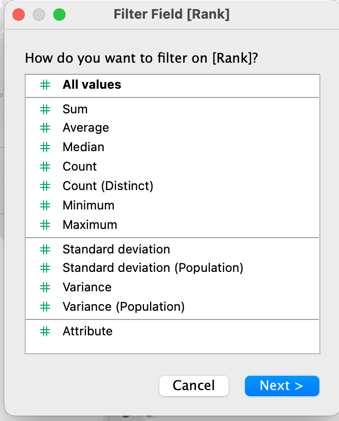 Filter Field [Rank]
How do you want to filter on [Rank]?
# All values
# Sum
# Average
# Median
# Count
# Count (Distinct)
# Minimum
# Maximum
# Standard deviation
# Standard deviation (Population)
# Variance
# Variance (Population)
# Attribute
Cancel Next >